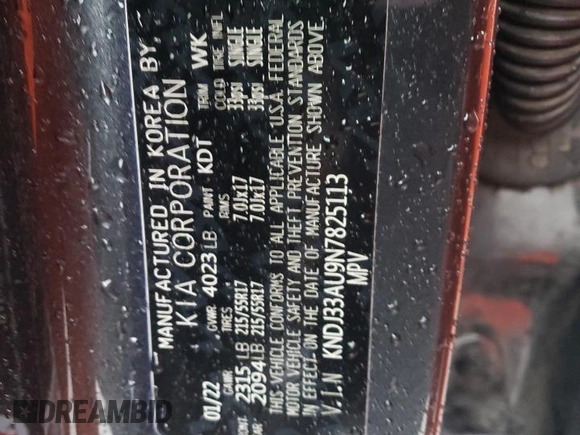 MANUFACTURED IN KOREA BY:
KIA CORPORATION
01/22 GVWR 4023 LB PAINT KDT TRIM WK
GAWR TIRES RIMS COLD TIRE INFL
2315 LB 215/55R17 7.0Jx17 33psi SINGLE
2094 LB 215/55R17 7.0Jx17 33psi SINGLE
THIS VEHICLE CONFORMS TO ALL APPLICABLE U.S.A. FEDERAL
MOTOR VEHICLE SAFETY AND THEFT PREVENTION STANDARDS
IN EFFECT ON THE DATE OF MANUFACTURE SHOWN ABOVE.
V.I.N KNDJ33AU9N7825113
MPV
DREAMBID